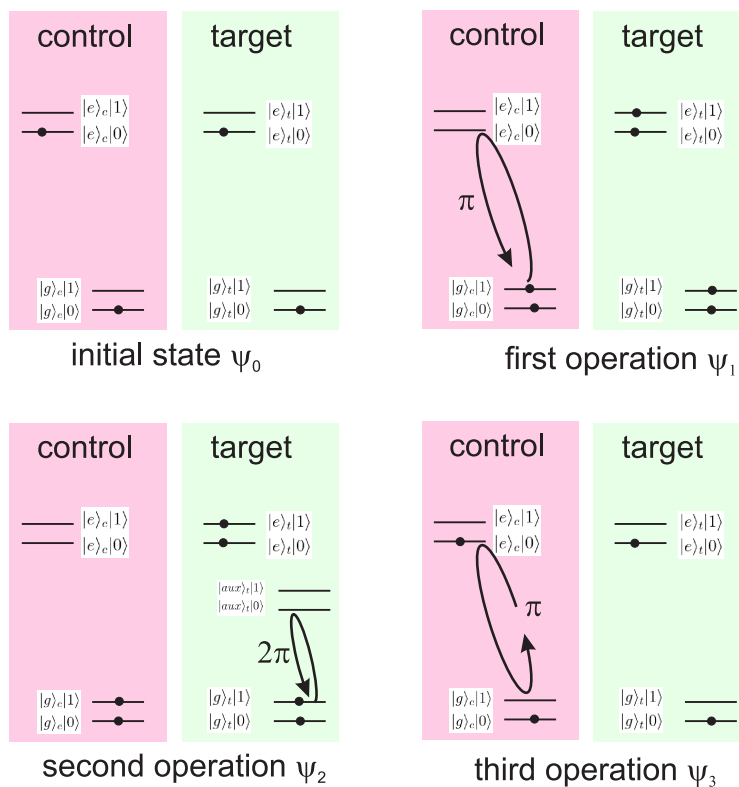 control target
|e⟩c|1⟩ |e⟩t|1⟩
|e⟩c|0⟩ |e⟩t|0⟩
|g⟩c|1⟩ |g⟩t|1⟩
|g⟩c|0⟩ |g⟩t|0⟩
initial state ψ₀
control target
|e⟩c|1⟩ |e⟩t|1⟩
|e⟩c|0⟩ |e⟩t|0⟩
π
|g⟩c|1⟩ |g⟩t|1⟩
|g⟩c|0⟩ |g⟩t|0⟩
first operation ψ₁
control target
|e⟩c|1⟩ |e⟩t|1⟩
|e⟩c|0⟩ |e⟩t|0⟩
|aux⟩t|1⟩
|aux⟩t|0⟩
2π
|g⟩c|1⟩ |g⟩t|1⟩
|g⟩c|0⟩ |g⟩t|0⟩
second operation ψ₂
control target
|e⟩c|1⟩ |e⟩t|1⟩
|e⟩c|0⟩ |e⟩t|0⟩
π
|g⟩c|1⟩ |g⟩t|1⟩
|g⟩c|0⟩ |g⟩t|0⟩
third operation ψ₃